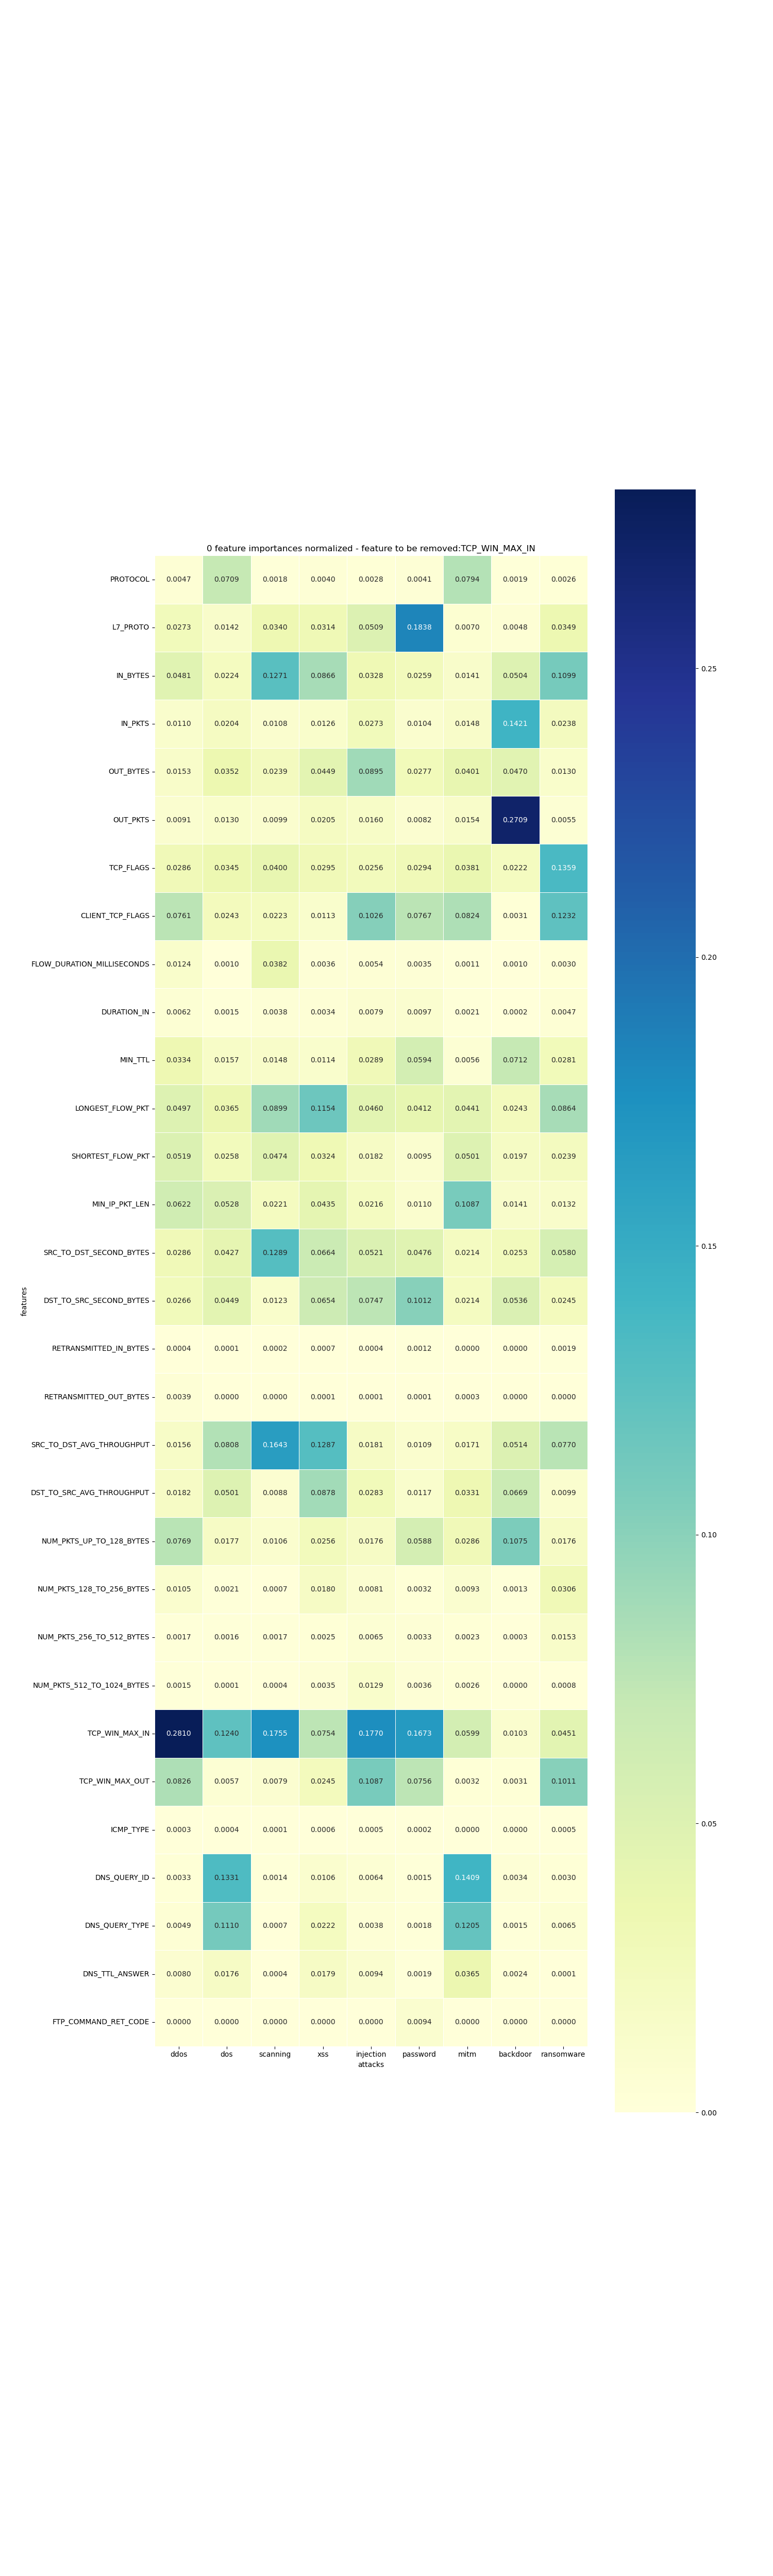 0 feature importances normalized - feature to be removed:TCP_WIN_MAX_IN
PROTOCOL 0.0047 0.0709 0.0018 0.0040 0.0028 0.0041 0.0794 0.0019 0.0026
L7_PROTO 0.0273 0.0142 0.0340 0.0314 0.0509 0.1838 0.0070 0.0048 0.0349
IN_BYTES 0.0481 0.0224 0.1271 0.0866 0.0328 0.0259 0.0141 0.0504 0.1099
0.25
IN_PKTS 0.0110 0.0204 0.0108 0.0126 0.0273 0.0104 0.0148 0.1421 0.0238
OUT_BYTES 0.0153 0.0352 0.0239 0.0449 0.0895 0.0277 0.0401 0.0470 0.0130
OUT_PKTS 0.0091 0.0130 0.0099 0.0205 0.0160 0.0082 0.0154 0.2709 0.0055
TCP_FLAGS 0.0286 0.0345 0.0400 0.0295 0.0256 0.0294 0.0381 0.0222 0.1359
CLIENT_TCP_FLAGS 0.0761 0.0243 0.0223 0.0113 0.1026 0.0767 0.0824 0.0031 0.1232
0.20
FLOW_DURATION_MILLISECONDS 0.0124 0.0010 0.0382 0.0036 0.0054 0.0035 0.0011 0.0010 0.0030
DURATION_IN 0.0062 0.0015 0.0038 0.0034 0.0079 0.0097 0.0021 0.0002 0.0047
MIN_TTL 0.0334 0.0157 0.0148 0.0114 0.0289 0.0594 0.0056 0.0712 0.0281
LONGEST_FLOW_PKT 0.0497 0.0365 0.0899 0.1154 0.0460 0.0412 0.0441 0.0243 0.0864
SHORTEST_FLOW_PKT 0.0519 0.0258 0.0474 0.0324 0.0182 0.0095 0.0501 0.0197 0.0239
MIN_IP_PKT_LEN 0.0622 0.0528 0.0221 0.0435 0.0216 0.0110 0.1087 0.0141 0.0132
0.15
SRC_TO_DST_SECOND_BYTES 0.0286 0.0427 0.1289 0.0664 0.0521 0.0476 0.0214 0.0253 0.0580
features
DST_TO_SRC_SECOND_BYTES 0.0266 0.0449 0.0123 0.0654 0.0747 0.1012 0.0214 0.0536 0.0245
RETRANSMITTED_IN_BYTES 0.0004 0.0001 0.0002 0.0007 0.0004 0.0012 0.0000 0.0000 0.0019
RETRANSMITTED_OUT_BYTES 0.0039 0.0000 0.0000 0.0001 0.0001 0.0001 0.0003 0.0000 0.0000
SRC_TO_DST_AVG_THROUGHPUT 0.0156 0.0808 0.1643 0.1287 0.0181 0.0109 0.0171 0.0514 0.0770
DST_TO_SRC_AVG_THROUGHPUT 0.0182 0.0501 0.0088 0.0878 0.0283 0.0117 0.0331 0.0669 0.0099
0.10
NUM_PKTS_UP_TO_128_BYTES 0.0769 0.0177 0.0106 0.0256 0.0176 0.0588 0.0286 0.1075 0.0176
NUM_PKTS_128_TO_256_BYTES 0.0105 0.0021 0.0007 0.0180 0.0081 0.0032 0.0093 0.0013 0.0306
NUM_PKTS_256_TO_512_BYTES 0.0017 0.0016 0.0017 0.0025 0.0065 0.0033 0.0023 0.0003 0.0153
NUM_PKTS_512_TO_1024_BYTES 0.0015 0.0001 0.0004 0.0035 0.0129 0.0036 0.0026 0.0000 0.0008
TCP_WIN_MAX_IN 0.2810 0.1240 0.1755 0.0754 0.1770 0.1673 0.0599 0.0103 0.0451
TCP_WIN_MAX_OUT 0.0826 0.0057 0.0079 0.0245 0.1087 0.0756 0.0032 0.0031 0.1011
0.05
ICMP_TYPE 0.0003 0.0004 0.0001 0.0006 0.0005 0.0002 0.0000 0.0000 0.0005
DNS_QUERY_ID 0.0033 0.1331 0.0014 0.0106 0.0064 0.0015 0.1409 0.0034 0.0030
DNS_QUERY_TYPE 0.0049 0.1110 0.0007 0.0222 0.0038 0.0018 0.1205 0.0015 0.0065
DNS_TTL_ANSWER 0.0080 0.0176 0.0004 0.0179 0.0094 0.0019 0.0365 0.0024 0.0001
FTP_COMMAND_RET_CODE 0.0000 0.0000 0.0000 0.0000 0.0000 0.0094 0.0000 0.0000 0.0000
ddos dos scanning xss injection password mitm backdoor ransomware
attacks
0.00